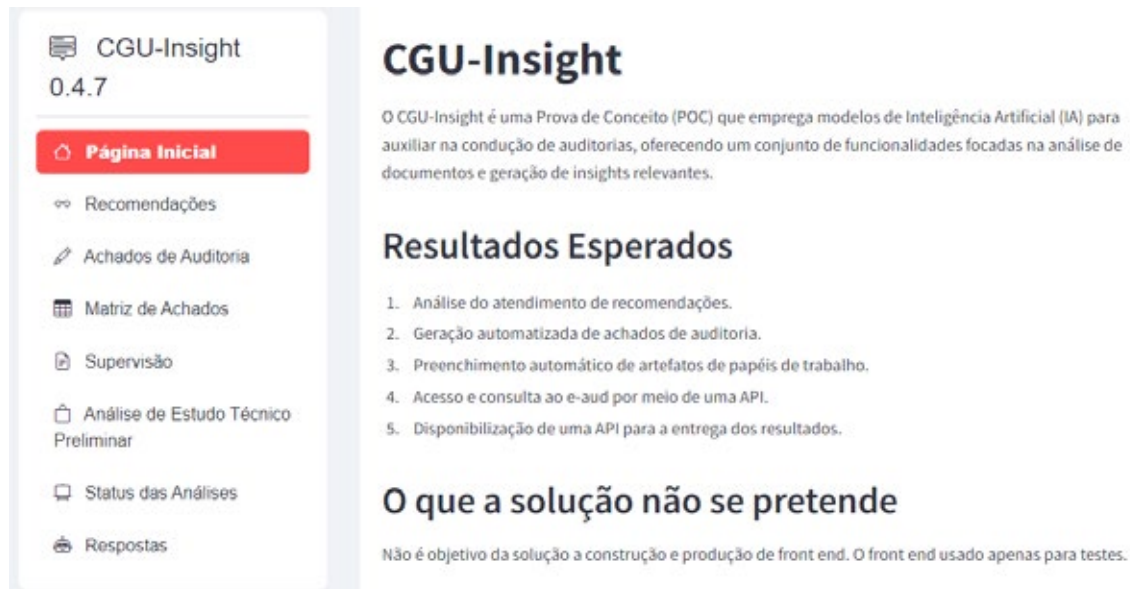 CGU-Insight
0.4.7
Página Inicial
Recomendações
Achados de Auditoria
Matriz de Achados
Supervisão
Análise de Estudo Técnico
Preliminar
Status das Análises
Respostas
CGU-Insight
O CGU-Insight é uma Prova de Conceito (POC) que emprega modelos de Inteligência Artificial (IA) para
auxiliar na condução de auditorias, oferecendo um conjunto de funcionalidades focadas na análise de
documentos e geração de insights relevantes.
Resultados Esperados
1. Análise do atendimento de recomendações.
2. Geração automatizada de achados de auditoria.
3. Preenchimento automático de artefatos de papéis de trabalho.
4. Acesso e consulta ao e-aud por meio de uma API.
5. Disponibilização de uma API para a entrega dos resultados.
O que a solução não se pretende
Não é objetivo da solução a construção e produção de front end. O front end usado apenas para testes.